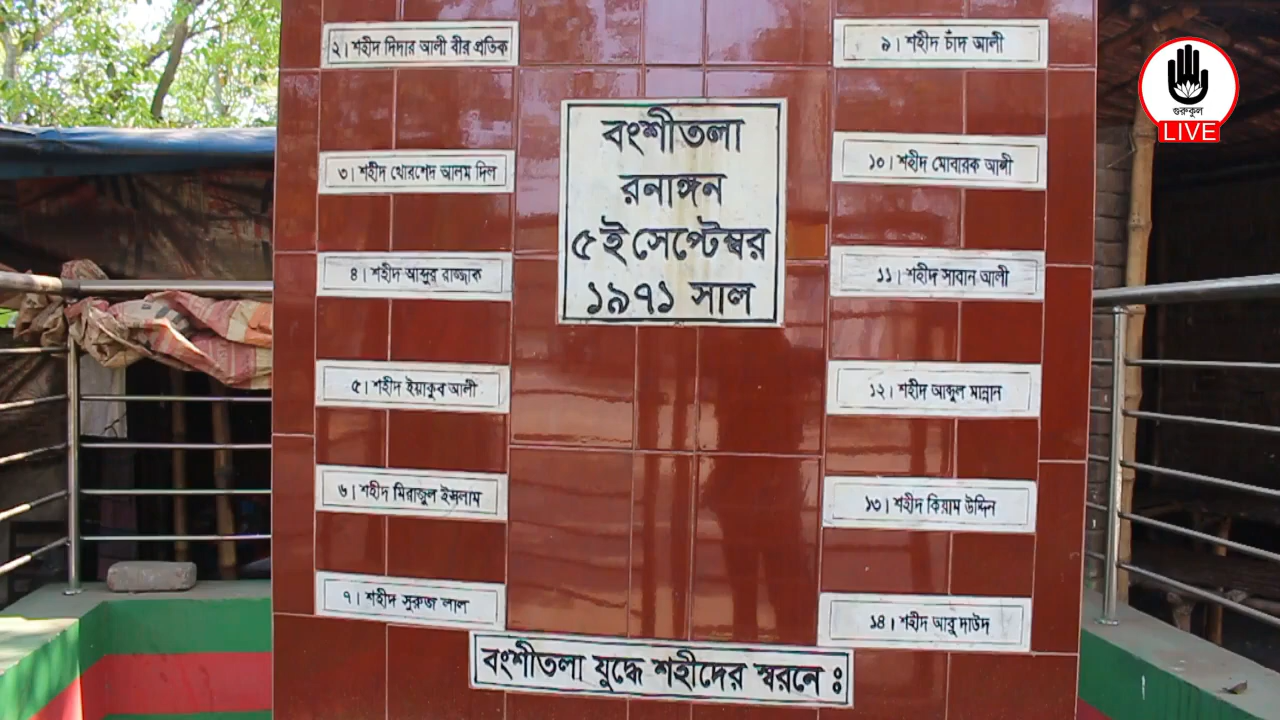 ২। শহীদ দিদার আলী বীর প্রতিক
৩। শহীদ খোরশেদ আলম দিল
৪। শহীদ আব্দুর রাজ্জাক
৫। শহীদ ইয়াকুব আলী
৬। শহীদ মিরাজুল ইসলাম
৭। শহীদ সুরুজ লাল
বংশীতলা
রনাঙ্গন
৫ই সেপ্টেম্বর
১৯৭১ সাল
৯। শহীদ চাঁদ আলী
১০। শহীদ মোবারক আলী
১১। শহীদ সাবান আলী
১২। শহীদ আব্দুল মান্নান
১৩। শহীদ কিয়াম উদ্দিন
১৪। শহীদ আবু দাউদ
বংশীতলা যুদ্ধে শহীদের স্বরনে ঃ
গুরুকুল
LIVE